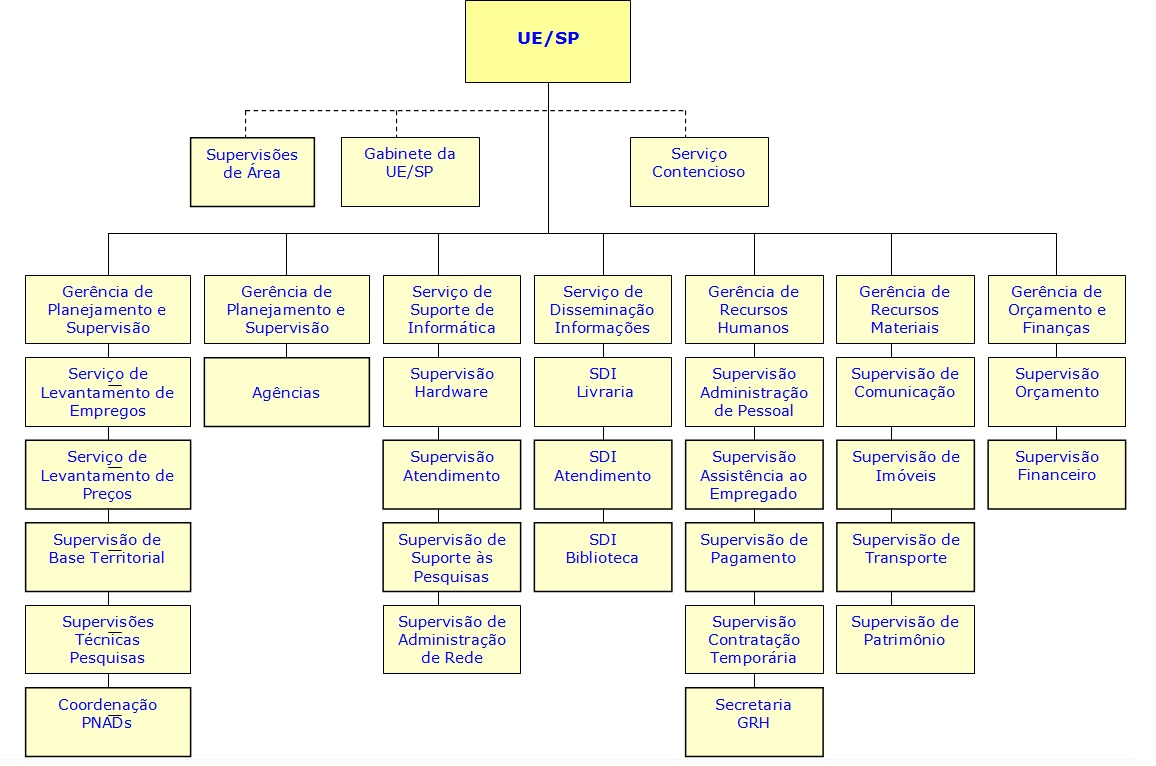 UE/SP
Supervisões
de Área
Gabinete da
UE/SP
Serviço
Contencioso
Gerência de
Planejamento e
Supervisão
Gerência de
Planejamento e
Supervisão
Serviço de
Suporte de
Informática
Serviço de
Disseminação
Informações
Gerência de
Recursos
Humanos
Gerência de
Recursos
Materiais
Gerência de
Orçamento e
Finanças
Serviço de
Levantamento de
Empregos
Agências
Supervisão
Hardware
SDI
Livraria
Supervisão
Administração
de Pessoal
Supervisão de
Comunicação
Supervisão
Orçamento
Serviço de
Levantamento de
Preços
Supervisão
Atendimento
SDI
Atendimento
Supervisão
Assistência ao
Empregado
Supervisão de
Imóveis
Supervisão
Financeiro
Supervisão de
Base Territorial
Supervisão de
Suporte às
Pesquisas
SDI
Biblioteca
Supervisão de
Pagamento
Supervisão de
Transporte
Supervisões
Técnicas
Pesquisas
Supervisão de
Administração
de Rede
Supervisão
Contratação
Temporária
Supervisão de
Patrimônio
Coordenação
PNADs
Secretaria
GRH